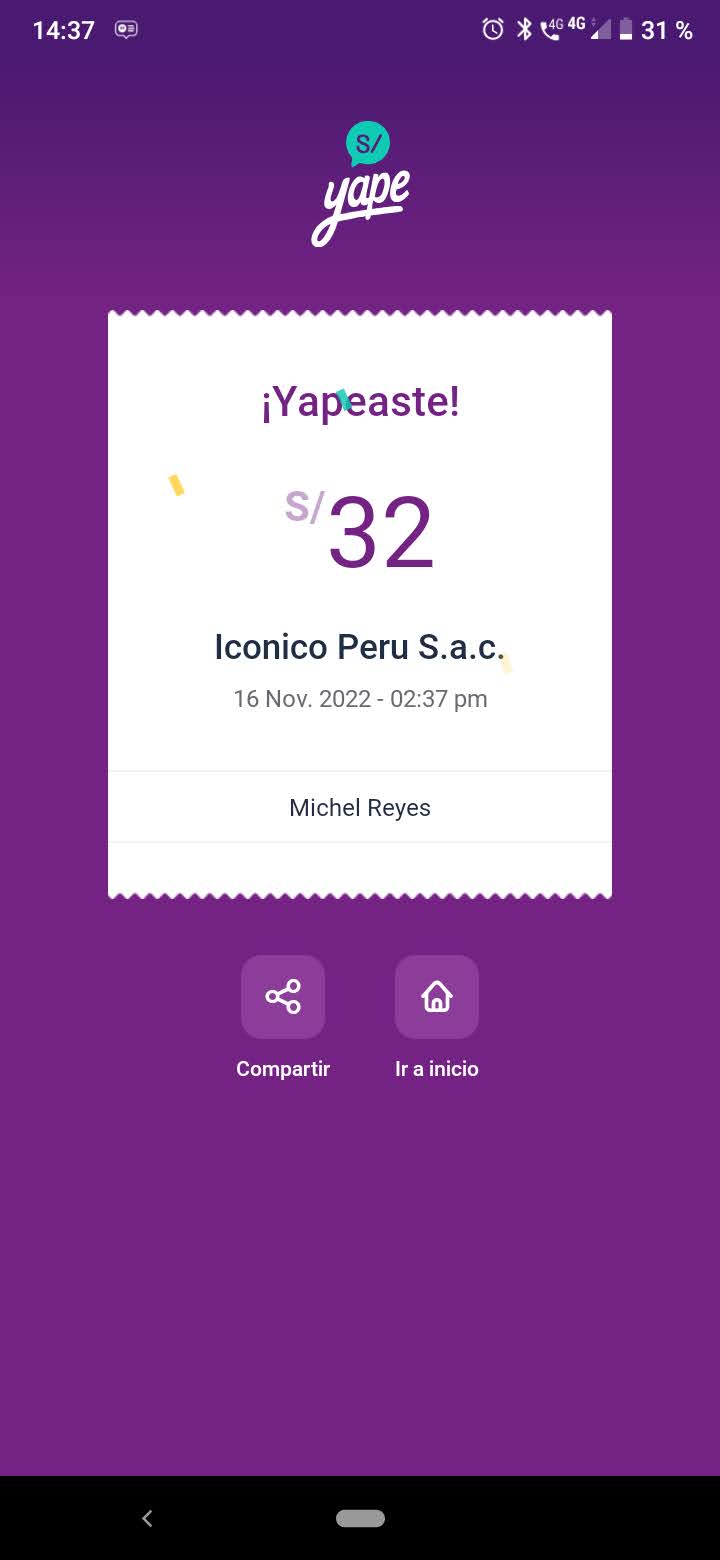 14:37
4G 4G 31 %
S/
yape
¡Yapeaste!
S/32
Iconico Peru S.a.c.
16 Nov. 2022 - 02:37 pm
Michel Reyes
Compartir Ir a inicio